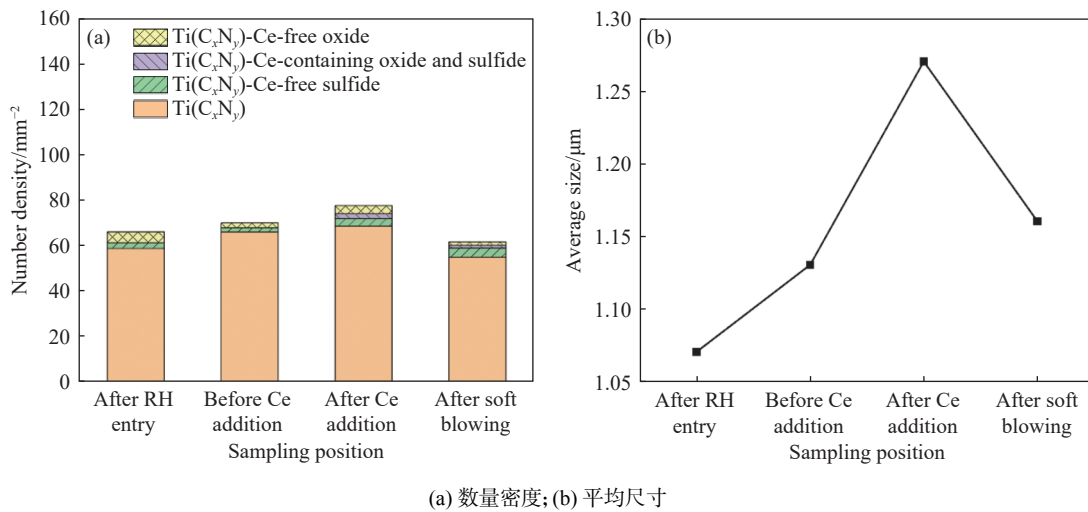 (a)
Ti(CₓNᵧ)-Ce-free oxide
Ti(CₓNᵧ)-Ce-containing oxide and sulfide
Ti(CₓNᵧ)-Ce-free sulfide
Ti(CₓNᵧ)
Number density/mm⁻²
160
140
120
100
80
60
40
20
0
After RH entry
Before Ce addition
After Ce addition
After soft blowing
Sampling position
(b)
Average size/μm
1.30
1.25
1.20
1.15
1.10
1.05
After RH entry
Before Ce addition
After Ce addition
After soft blowing
Sampling position
(a) 数量密度; (b) 平均尺寸